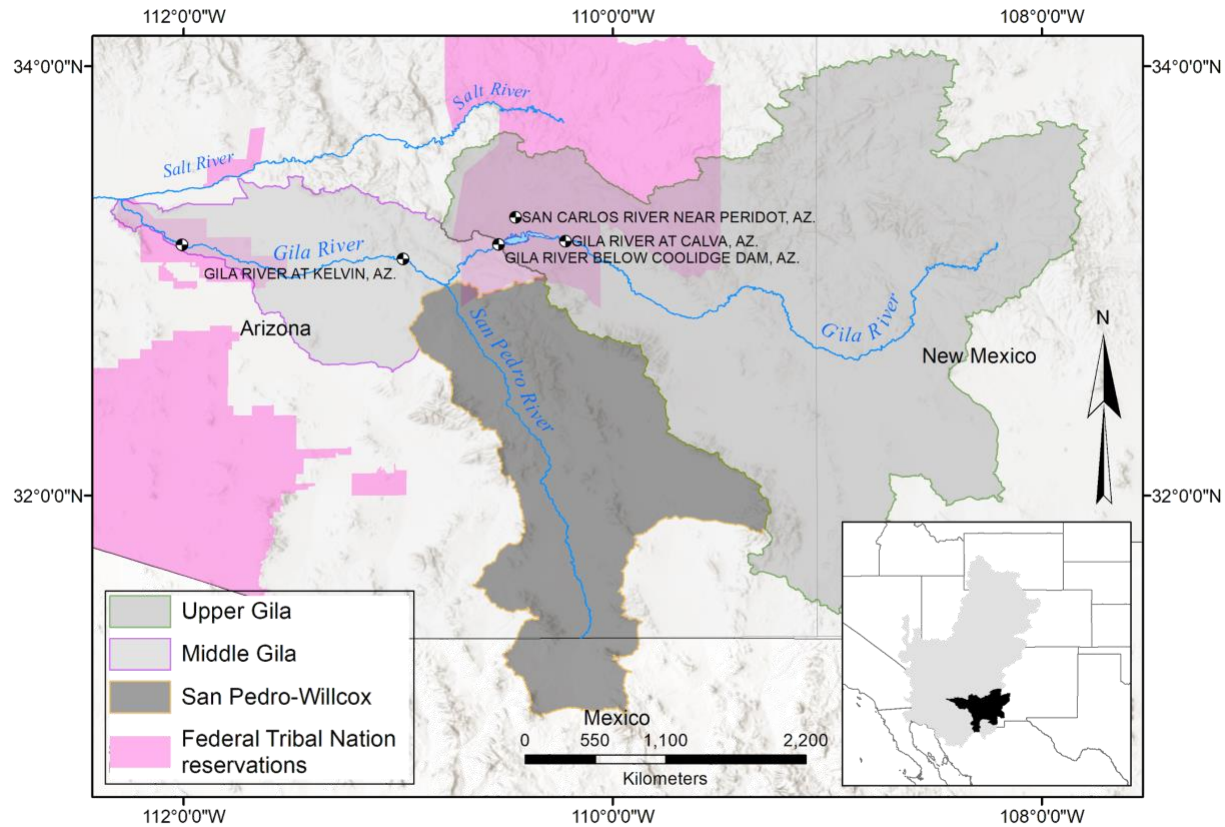 112°0'0"W
110°0'0"W
108°0'0"W
34°0'0"N
34°0'0"N
Salt River
Salt River
SAN CARLOS RIVER NEAR PERIDOT, AZ.
GILA RIVER AT CALVA, AZ.
Gila River
GILA RIVER BELOW COOLIDGE DAM, AZ.
GILA RIVER AT KELVIN, AZ.
Arizona
San Pedro River
Gila River
New Mexico
N
32°0'0"N
32°0'0"N
Upper Gila
Middle Gila
San Pedro-Willcox
Federal Tribal Nation
reservations
Mexico
0 550 1,100 2,200
Kilometers
112°0'0"W
110°0'0"W
108°0'0"W